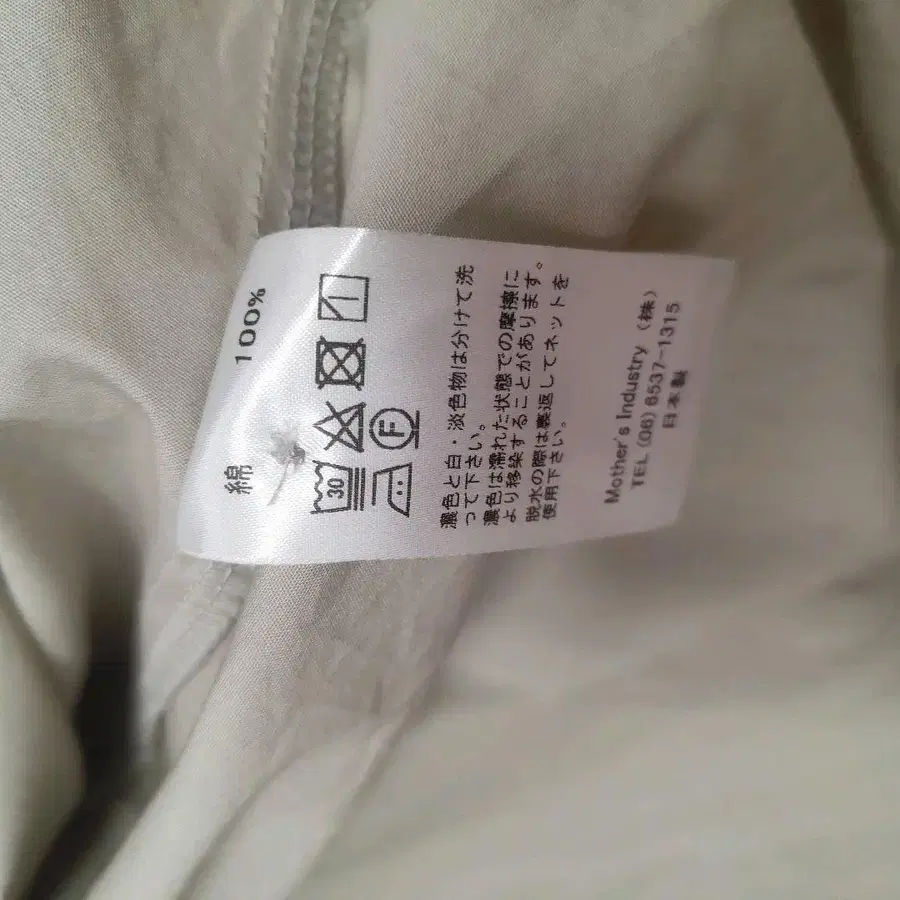 綿 100%
30
F
濃色と白・淡色物は分けて洗
って下さい。
濃色は濡れた状態での摩擦に
より移染することがあります。
脱水の際は裏返してネットを
使用下さい。
Mother's Industry (株)
TEL (06) 6537-1315
日本製